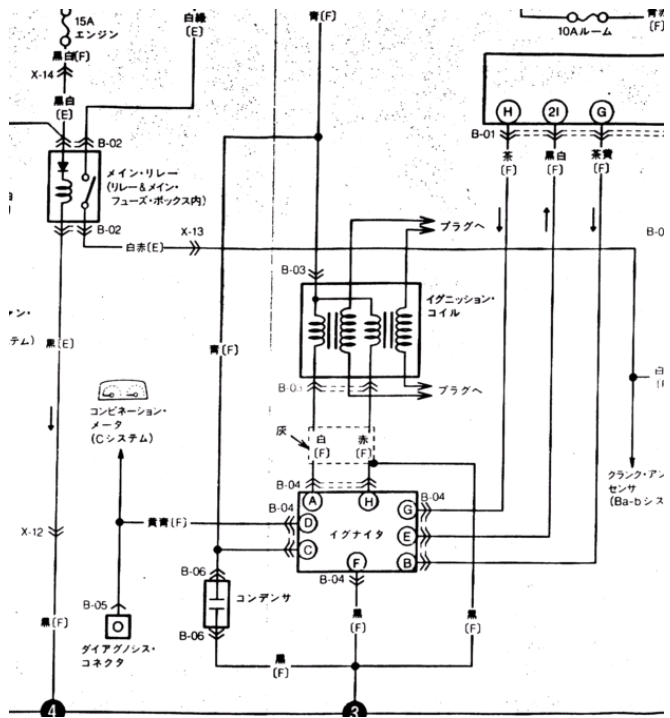 15A
エンジン
白緑
[E]
青[F]
10Aルーム
[F]
黒白[F]
X-14
黒白
[E]
H
2I
G
B-01
茶
[F]
黒白
[F]
茶黄
[F]
B-02
メイン・リレー
(リレー&メイン・
フューズ・ボックス内)
B-02
白赤[E]
X-13
プラグへ
B-03
イグニッション・
コイル
黒[E]
青[F]
コンビネーション・
メータ
(Cシステム)
プラグへ
灰
白
[F]
赤
[F]
クランク・アン
センサ
(Ba-bシス
B-04
B-04
B-04
A
H
D
C
G
E
B
F
イグナイタ
黄青[F]
X-12
B-04
B-06
コンデンサ
B-06
B-05
ダイアグノシス・
コネクタ
黒[F]
黒
[F]
黒
[F]
黒
[F]
4
3